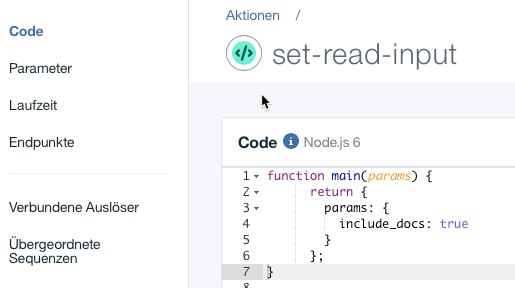 Code
Parameter
Laufzeit
Endpunkte
Verbundene Auslöser
Übergeordnete
Sequenzen
Aktionen /
</> set-read-input
Code i Node.js 6
1 function main(params) {
2 return {
3 params: {
4 include_docs: true
5 }
6 };
7 }
8